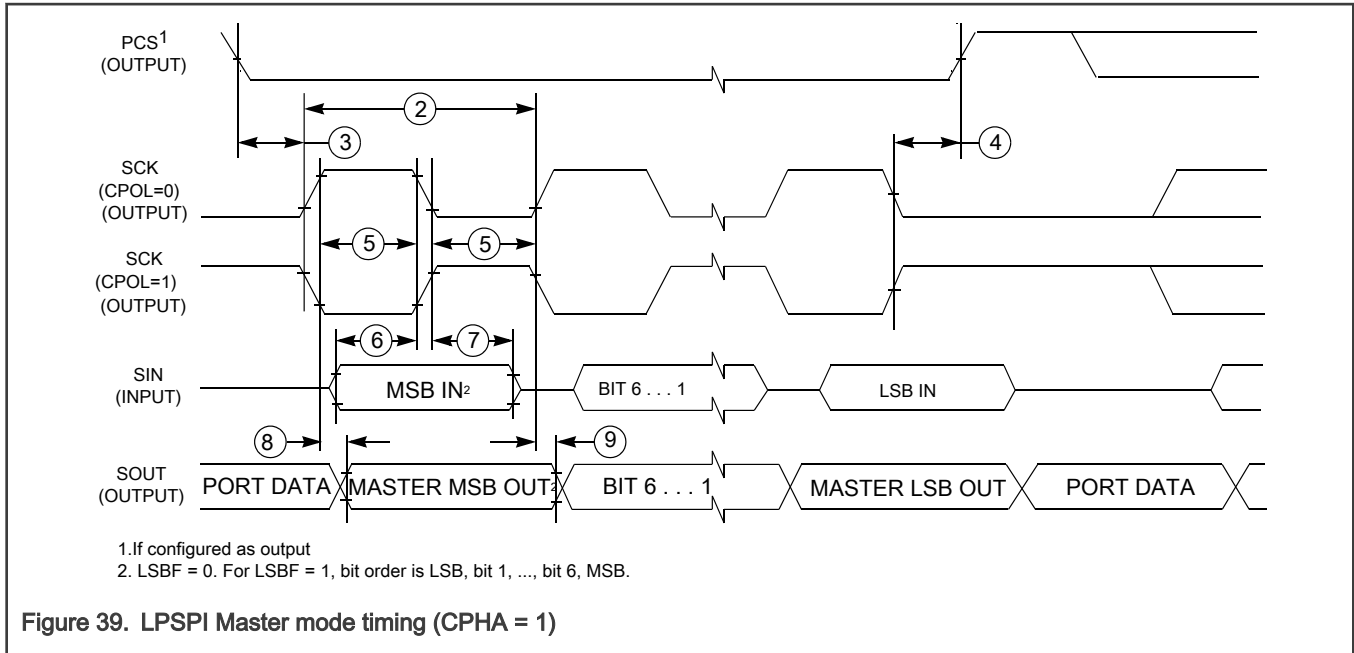 PCS1
(OUTPUT)
2
3
4
SCK
(CPOL=0)
(OUTPUT)
5
5
SCK
(CPOL=1)
(OUTPUT)
6
7
SIN
(INPUT)
MSB IN2
BIT 6 . . . 1
LSB IN
8
9
SOUT
(OUTPUT)
PORT DATA
MASTER MSB OUT2
BIT 6 . . . 1
MASTER LSB OUT
PORT DATA
1.If configured as output
2. LSBF = 0. For LSBF = 1, bit order is LSB, bit 1, ..., bit 6, MSB.
Figure 39. LPSPI Master mode timing (CPHA = 1)